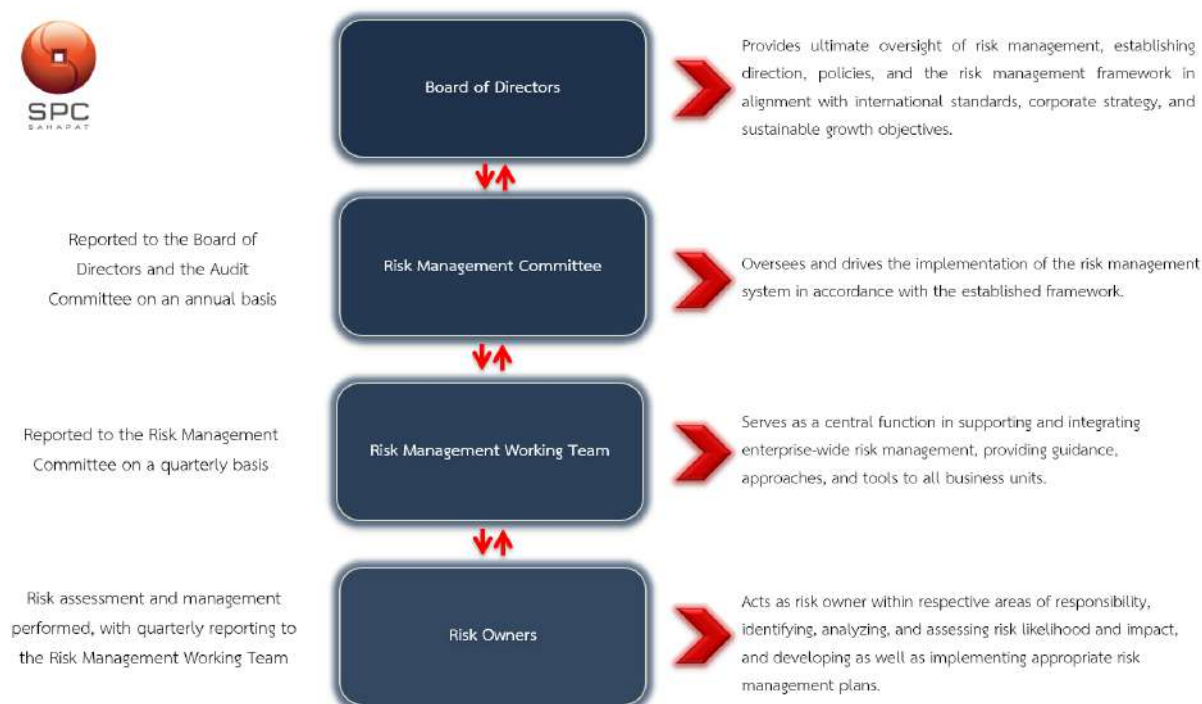 SPC
SAHAPAT
Board of Directors
Provides ultimate oversight of risk management, establishing
direction, policies, and the risk management framework in
alignment with international standards, corporate strategy, and
sustainable growth objectives.
Reported to the Board of
Directors and the Audit
Committee on an annual basis
Risk Management Committee
Oversees and drives the implementation of the risk management
system in accordance with the established framework.
Reported to the Risk Management
Committee on a quarterly basis
Risk Management Working Team
Serves as a central function in supporting and integrating
enterprise-wide risk management, providing guidance,
approaches, and tools to all business units.
Risk assessment and management
performed, with quarterly reporting to
the Risk Management Working Team
Risk Owners
Acts as risk owner within respective areas of responsibility,
identifying, analyzing, and assessing risk likelihood and impact,
and developing as well as implementing appropriate risk
management plans.